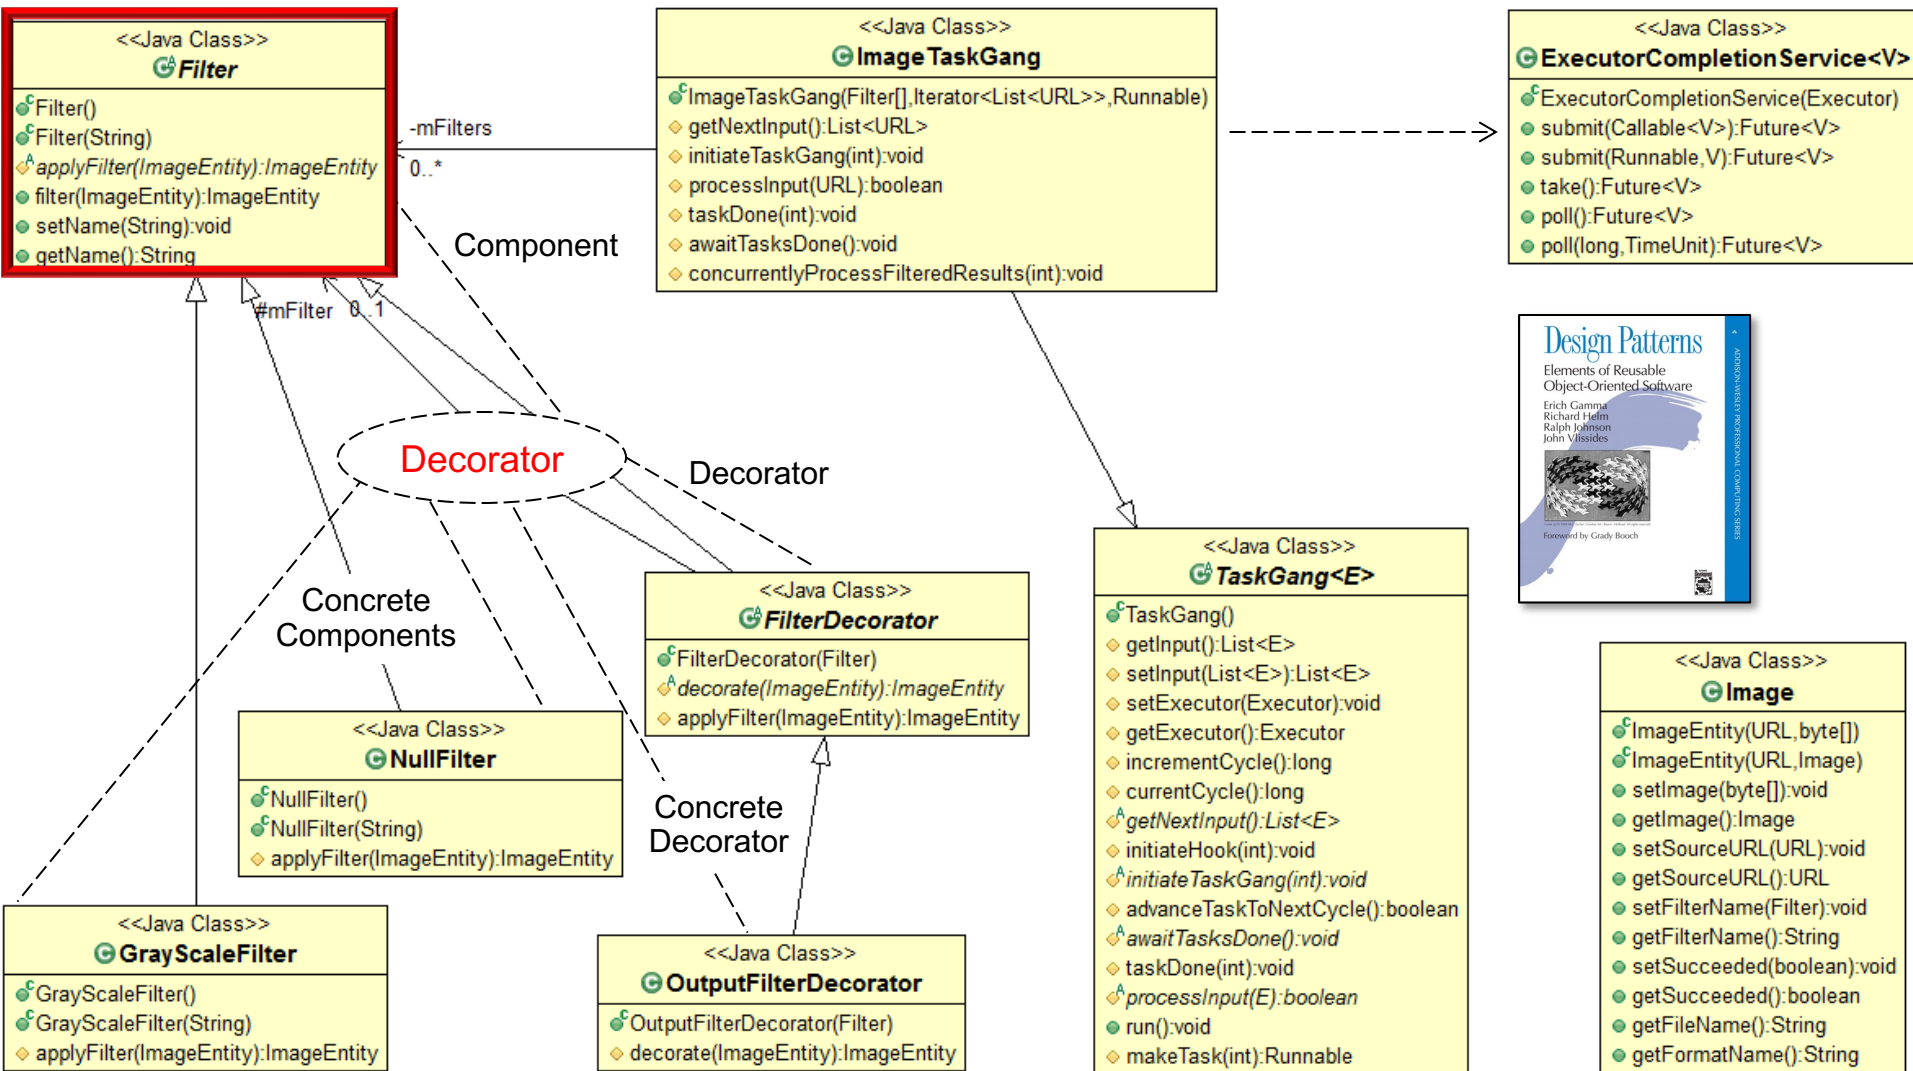 <<Java Class>>
Filter
Filter()
Filter(String)
applyFilter(ImageEntity):ImageEntity
filter(ImageEntity):ImageEntity
setName(String):void
getName():String
-mFilters
0..*
#mFilter 0..1
<<Java Class>>
ImageTaskGang
ImageTaskGang(Filter[],Iterator<List<URL>>,Runnable)
getNextInput():List<URL>
initiateTaskGang(int):void
processInput(URL):boolean
taskDone(int):void
awaitTasksDone():void
concurrentlyProcessFilteredResults(int):void
<<Java Class>>
ExecutorCompletionService<V>
ExecutorCompletionService(Executor)
submit(Callable<V>):Future<V>
submit(Runnable,V):Future<V>
take():Future<V>
poll():Future<V>
poll(long,TimeUnit):Future<V>
Component
Decorator
Decorator
Concrete
Components
Concrete
Decorator
Design Patterns
Elements of Reusable
Object-Oriented Software
Erich Gamma
Richard Helm
Ralph Johnson
John Vlissides
Foreword by Grady Booch
ADDISON-WESLEY PROFESSIONAL COMPUTING SERIES
<<Java Class>>
FilterDecorator
FilterDecorator(Filter)
decorate(ImageEntity):ImageEntity
applyFilter(ImageEntity):ImageEntity
<<Java Class>>
NullFilter
NullFilter()
NullFilter(String)
applyFilter(ImageEntity):ImageEntity
<<Java Class>>
GrayScaleFilter
GrayScaleFilter()
GrayScaleFilter(String)
applyFilter(ImageEntity):ImageEntity
<<Java Class>>
OutputFilterDecorator
OutputFilterDecorator(Filter)
decorate(ImageEntity):ImageEntity
<<Java Class>>
TaskGang<E>
TaskGang()
getInput():List<E>
setInput(List<E>):List<E>
setExecutor(Executor):void
getExecutor():Executor
incrementCycle():long
currentCycle():long
getNextInput():List<E>
initiateHook(int):void
initiateTaskGang(int):void
advanceTaskToNextCycle():boolean
awaitTasksDone():void
taskDone(int):void
processInput(E):boolean
run():void
makeTask(int):Runnable
<<Java Class>>
Image
ImageEntity(URL,byte[])
ImageEntity(URL,Image)
setImage(byte[]):void
getImage():Image
setSourceURL(URL):void
getSourceURL():URL
setFilterName(Filter):void
getFilterName():String
setSucceeded(boolean):void
getSucceeded():boolean
getFileName():String
getFormatName():String